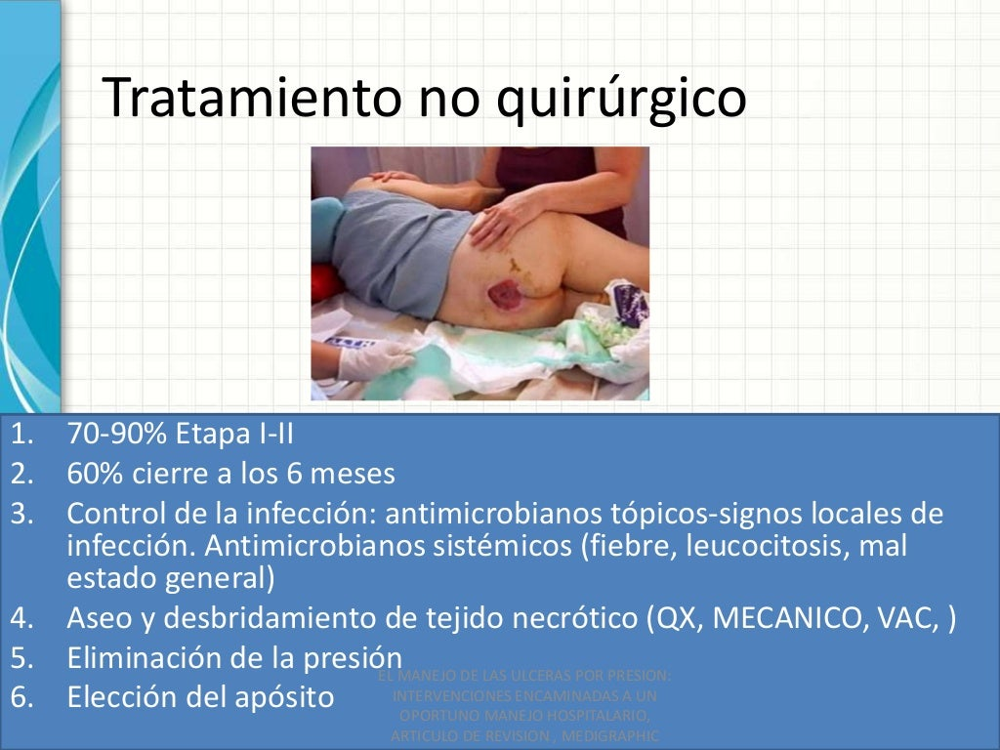 Tratamiento no quirúrgico
1. 70-90% Etapa I-II
2. 60% cierre a los 6 meses
3. Control de la infección: antimicrobianos tópicos-signos locales de
infección. Antimicrobianos sistémicos (fiebre, leucocitosis, mal
estado general)
4. Aseo y desbridamiento de tejido necrótico (QX, MECANICO, VAC, )
5. Eliminación de la presión
6. Elección del apósito
EL MANEJO DE LAS ULCERAS POR PRESION:
INTERVENCIONES ENCAMINADAS A UN
OPORTUNO MANEJO HOSPITALARIO,
ARTICULO DE REVISION , MEDIGRAPHIC